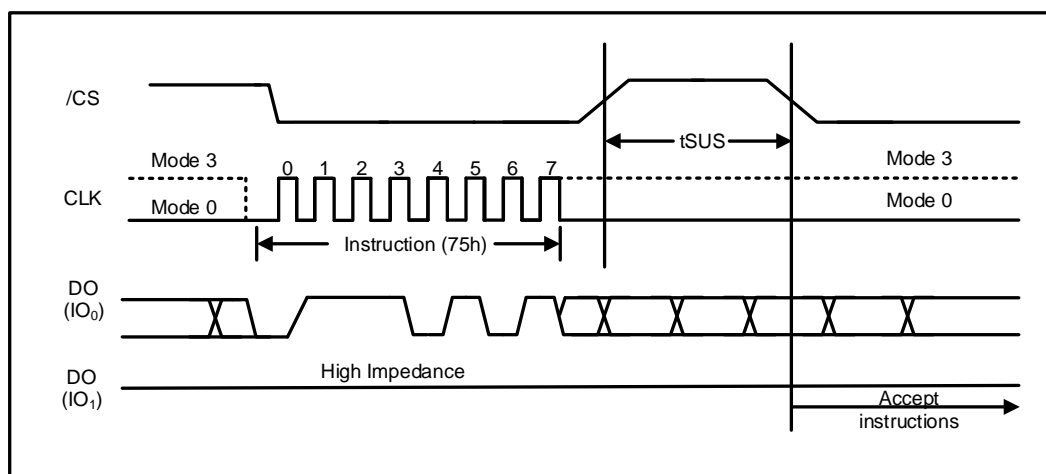 /CS
tSUS
Mode 3
Mode 3
0 1 2 3 4 5 6 7
CLK
Mode 0
Mode 0
Instruction (75h)
DO
(IO0)
High Impedance
DO
(IO1)
Accept
instructions